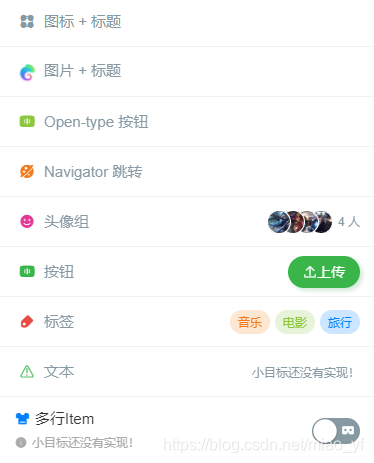 图标 + 标题
图片 + 标题
Open-type 按钮
Navigator 跳转
头像组 4 人
按钮 上传
标签 音乐 电影 旅行
文本 小目标还没有实现！
多行Item
小目标还没有实现！
https://blog.csdn.net/miao_yf